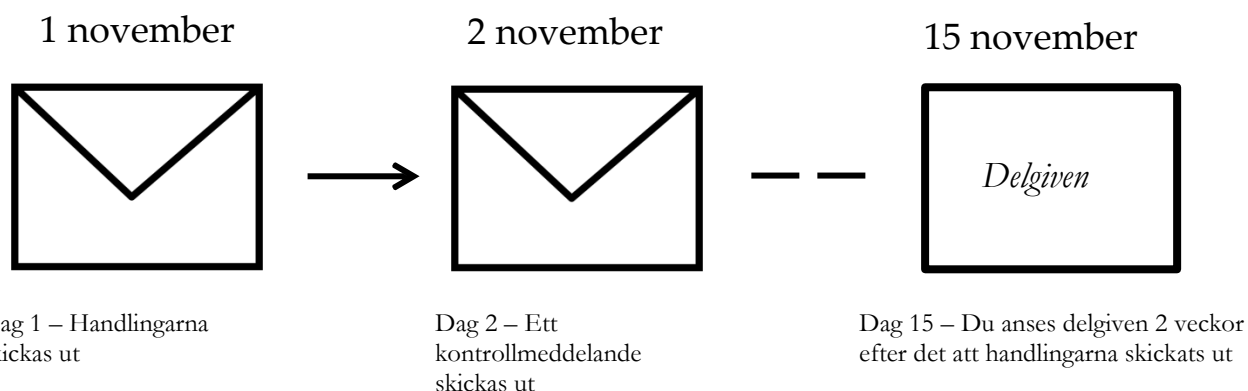 1 november
2 november
15 november
Delgiven
ag 1 – Handlingarna
kickas ut
Dag 2 – Ett
kontrollmeddelande
skickas ut
Dag 15 – Du anses delgiven 2 veckor
efter det att handlingarna skickats ut